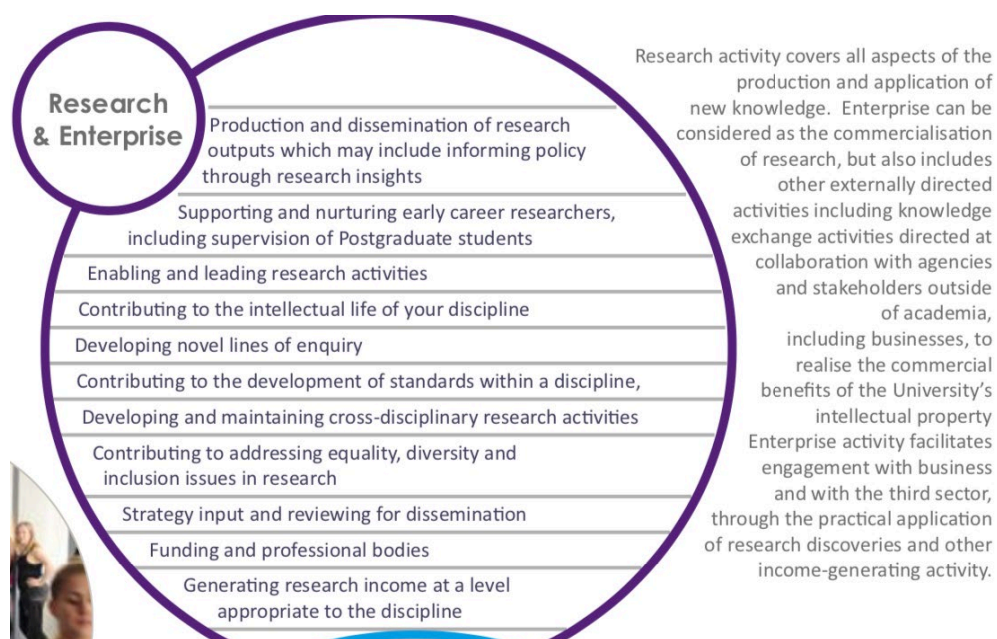 Research
& Enterprise
Production and dissemination of research
outputs which may include informing policy
through research insights
Supporting and nurturing early career researchers,
including supervision of Postgraduate students
Enabling and leading research activities
Contributing to the intellectual life of your discipline
Developing novel lines of enquiry
Contributing to the development of standards within a discipline,
Developing and maintaining cross-disciplinary research activities
Contributing to addressing equality, diversity and
inclusion issues in research
Strategy input and reviewing for dissemination
Funding and professional bodies
Generating research income at a level
appropriate to the discipline
Research activity covers all aspects of the
production and application of
new knowledge. Enterprise can be
considered as the commercialisation
of research, but also includes
other externally directed
activities including knowledge
exchange activities directed at
collaboration with agencies
and stakeholders outside
of academia,
including businesses, to
realise the commercial
benefits of the University's
intellectual property
Enterprise activity facilitates
engagement with business
and with the third sector,
through the practical application
of research discoveries and other
income-generating activity.